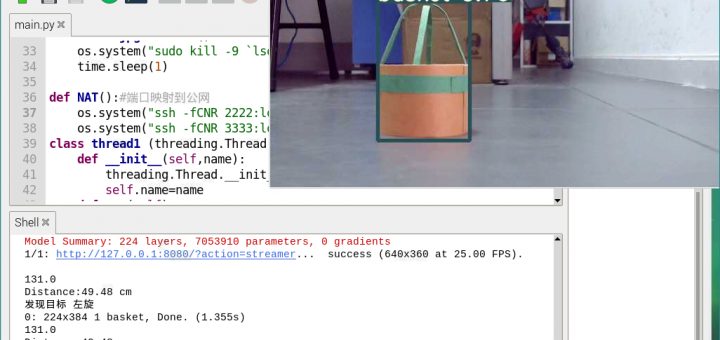 main.py
33 os.system("sudo kill -9 `lso
34 time.sleep(1)
35
36 def NAT():#端口映射到公网
37 os.system("ssh -fCNR 2222:lo
38 os.system("ssh -fCNR 3333:lo
39 class thread1 (threading.Thread
40 def __init__(self,name):
41 threading.Thread.__init_
42 self.name=name
Shell
Model Summary: 224 layers, 7053910 parameters, 0 gradients
1/1: http://127.0.0.1:8080/?action=streamer... success (640x360 at 25.00 FPS).
131.0
Distance:49.48 cm
发现目标 左旋
0: 224x384 1 basket, Done. (1.355s)
131.0